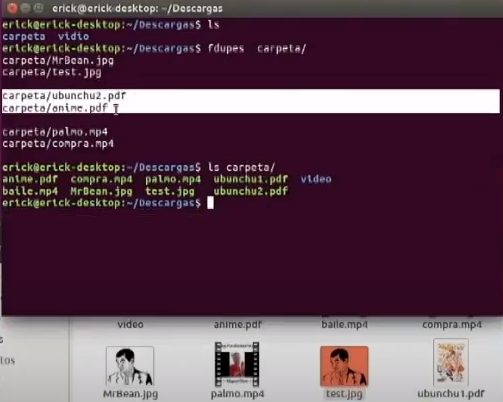 erick@erick-desktop: ~/Descargas
erick@erick-desktop:~/Descargas$ ls
carpeta vidio
erick@erick-desktop:~/Descargas$ fdupes carpeta/
carpeta/MrBean.jpg
carpeta/test.jpg
carpeta/ubunchu2.pdf
carpeta/anime.pdf
carpeta/palmo.mp4
carpeta/compra.mp4
erick@erick-desktop:~/Descargas$ ls carpeta/
anime.pdf compra.mp4 palmo.mp4 ubunchu1.pdf video
baile.mp4 MrBean.jpg test.jpg ubunchu2.pdf
erick@erick-desktop:~/Descargas$
video anime.pdf baile.mp4 compra.mp4
tos
MrBean.jpg palmo.mp4 test.jpg ubunchu1.pdf